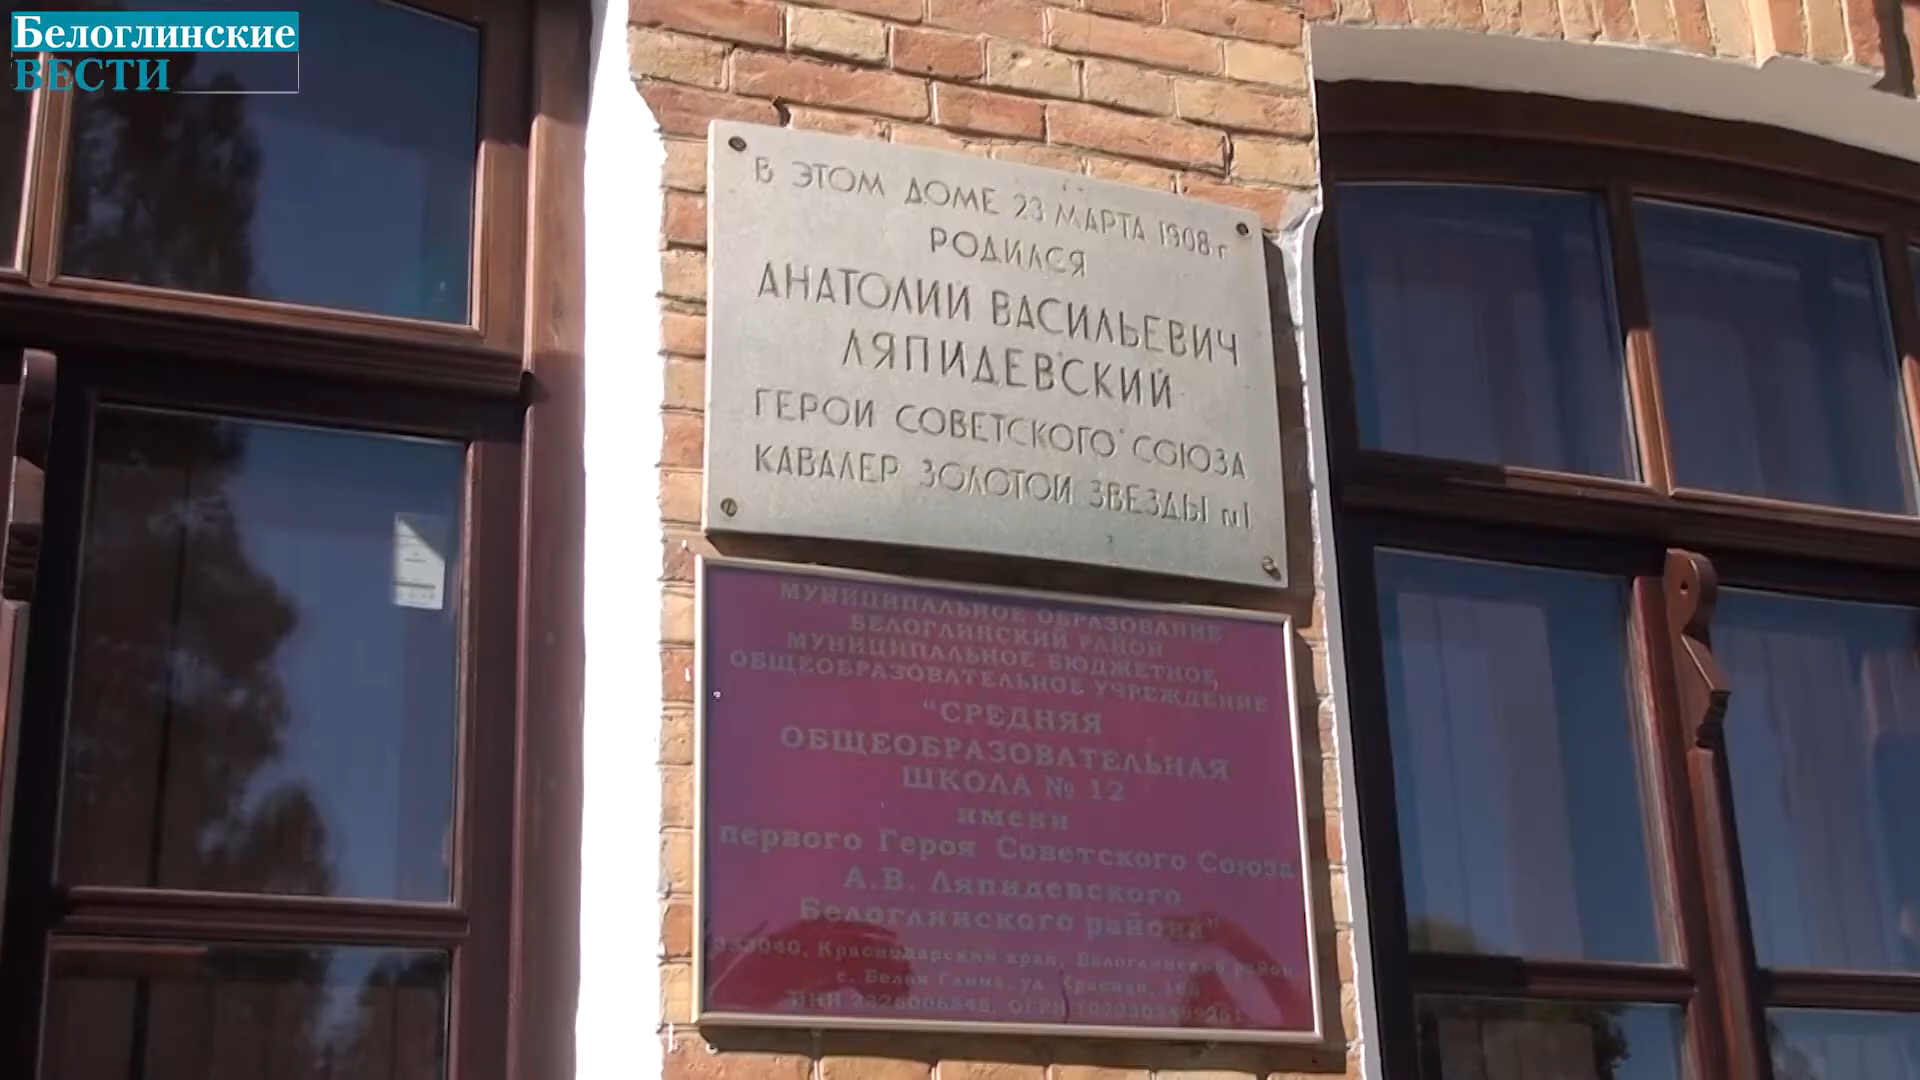 Белоглинские
ВЕСТИ
В ЭТОМ ДОМЕ 23 МАРТА 1908 г
РОДИЛСЯ
АНАТОЛИЙ ВАСИЛЬЕВИЧ
ЛЯПИДЕВСКИЙ
ГЕРОЙ СОВЕТСКОГО СОЮЗА
КАВАЛЕР ЗОЛОТОЙ ЗВЕЗДЫ №1
МУНИЦИПАЛЬНОЕ ОБРАЗОВАНИЕ
БЕЛОГЛИНСКИЙ РАЙОН
МУНИЦИПАЛЬНОЕ БЮДЖЕТНОЕ,
ОБЩЕОБРАЗОВАТЕЛЬНОЕ УЧРЕЖДЕНИЕ
"СРЕДНЯЯ
ОБЩЕОБРАЗОВАТЕЛЬНАЯ
ШКОЛА № 12
имени
первого Героя Советского Союза
А.В. Ляпидевского
Белоглинского района"
Краснодарский край, Белоглинский район
с. Белая Глина, ул. Красная,
ИНН ОГРН